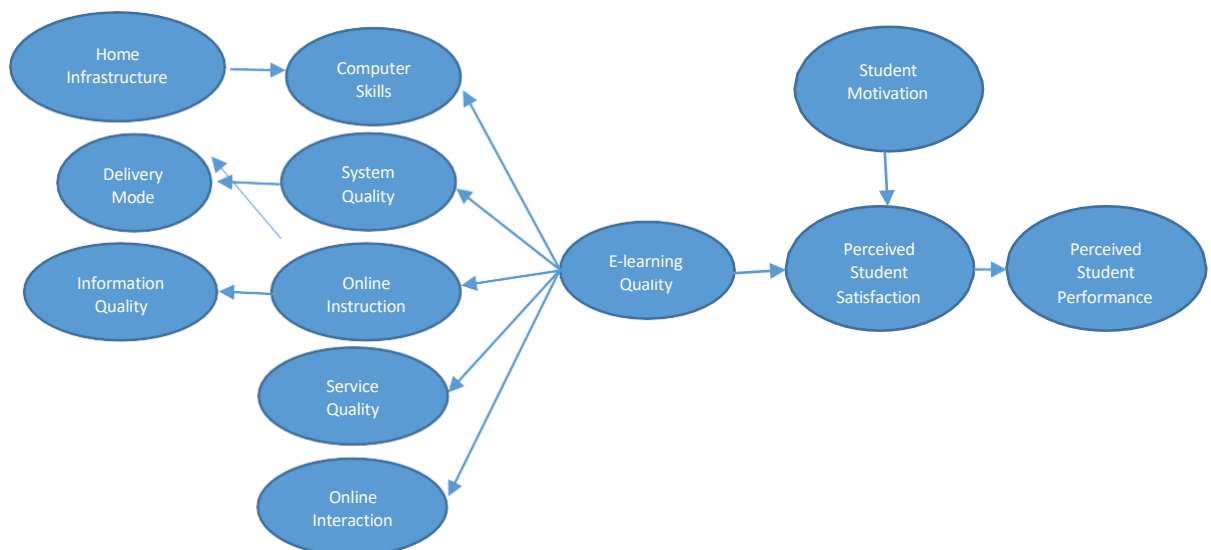 Home
Infrastructure
Computer
Skills
Student
Motivation
Delivery
Mode
System
Quality
Information
Quality
Online
Instruction
E-learning
Quality
Perceived
Student
Satisfaction
Perceived
Student
Performance
Service
Quality
Online
Interaction